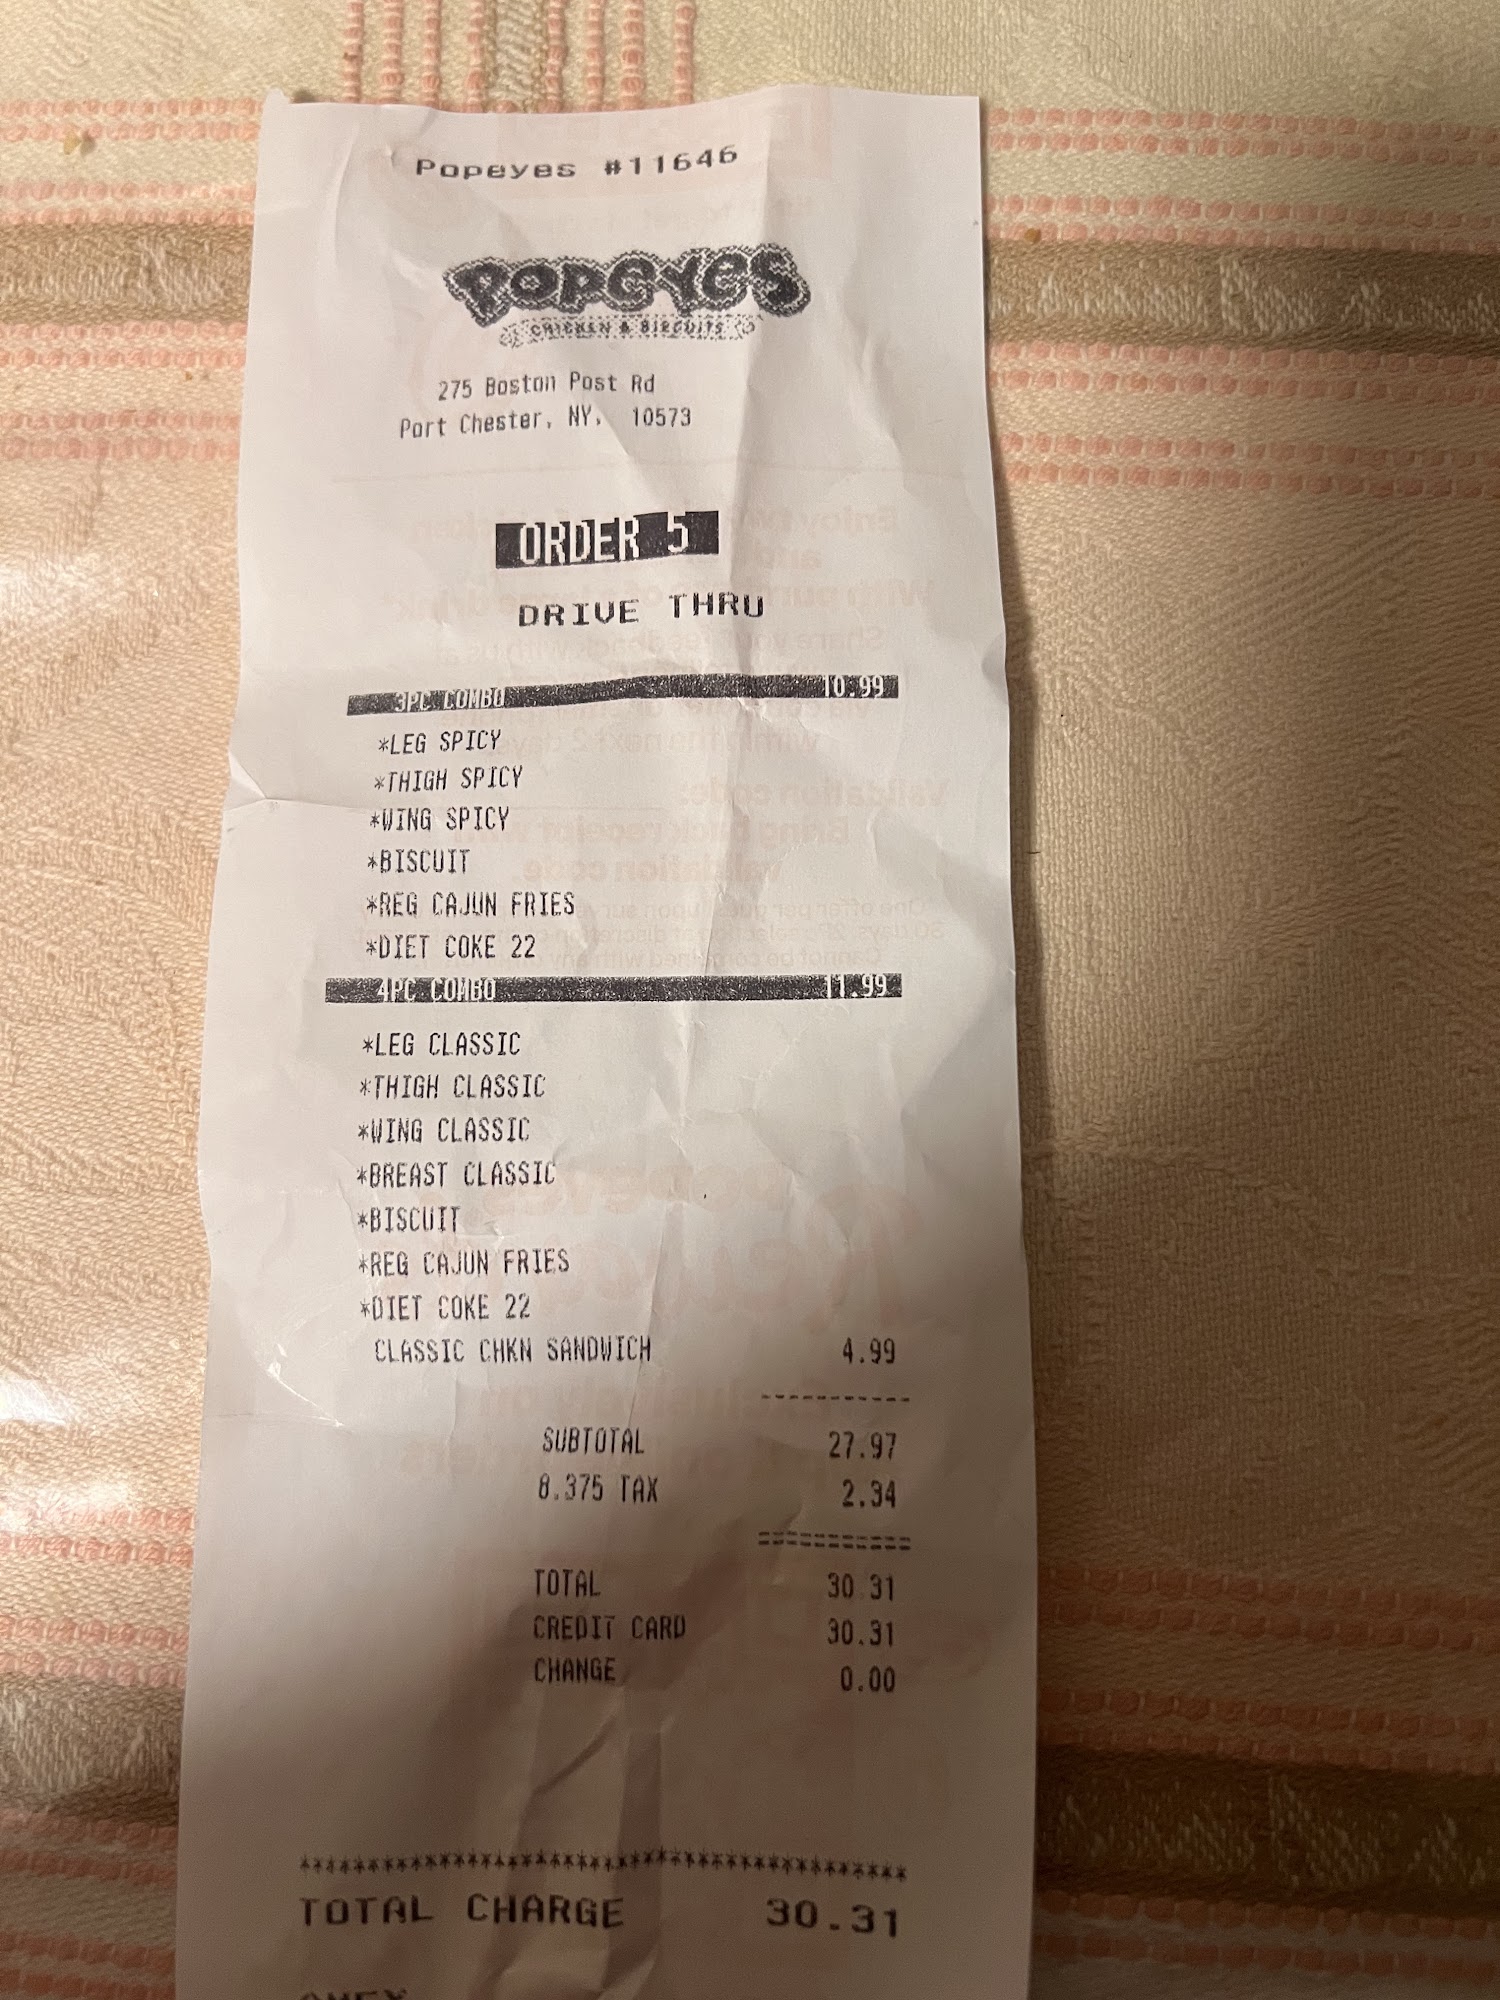 Popeyes #11646
POPEYES
CHICKEN & BISCUITS
275 Boston Post Rd
Port Chester, NY, 10573
ORDER 5
DRIVE THRU
3PC COMBO 10.99
*LEG SPICY
*THIGH SPICY
*WING SPICY
*BISCUIT
*REG CAJUN FRIES
*DIET COKE 22
4PC COMBO 11.99
*LEG CLASSIC
*THIGH CLASSIC
*WING CLASSIC
*BREAST CLASSIC
*BISCUIT
*REG CAJUN FRIES
*DIET COKE 22
CLASSIC CHKN SANDWICH 4.99
SUBTOTAL 27.97
8.375 TAX 2.34
TOTAL 30.31
CREDIT CARD 30.31
CHANGE 0.00
TOTAL CHARGE 30.31